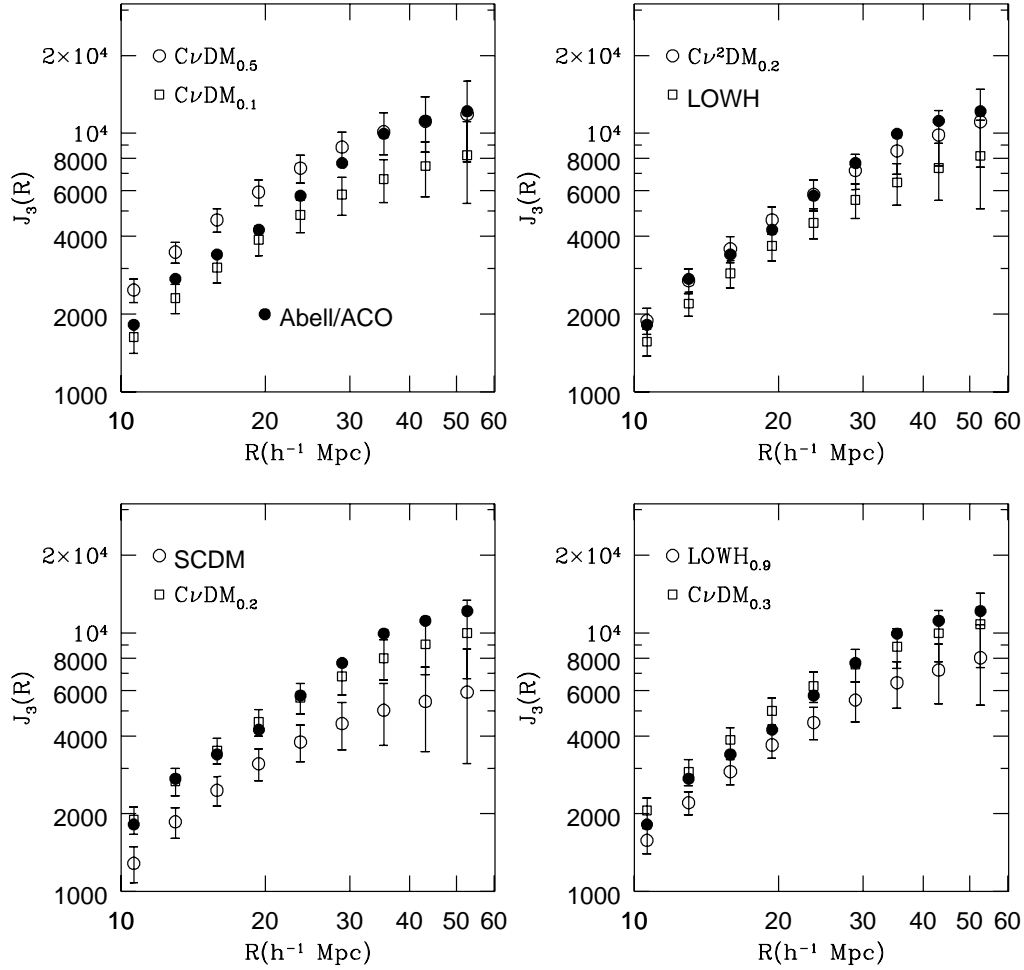 2×10⁴
10⁴
8000
6000
4000
2000
1000
J₃(R)
CνDM₀.₅
CνDM₀.₁
Abell/ACO
10 20 30 40 50 60
R(h⁻¹ Mpc)
2×10⁴
10⁴
8000
6000
4000
2000
1000
J₃(R)
Cν²DM₀.₂
LOWH
10 20 30 40 50 60
R(h⁻¹ Mpc)
2×10⁴
10⁴
8000
6000
4000
2000
1000
J₃(R)
SCDM
CνDM₀.₂
10 20 30 40 50 60
R(h⁻¹ Mpc)
2×10⁴
10⁴
8000
6000
4000
2000
1000
J₃(R)
LOWH₀.₉
CνDM₀.₃
10 20 30 40 50 60
R(h⁻¹ Mpc)